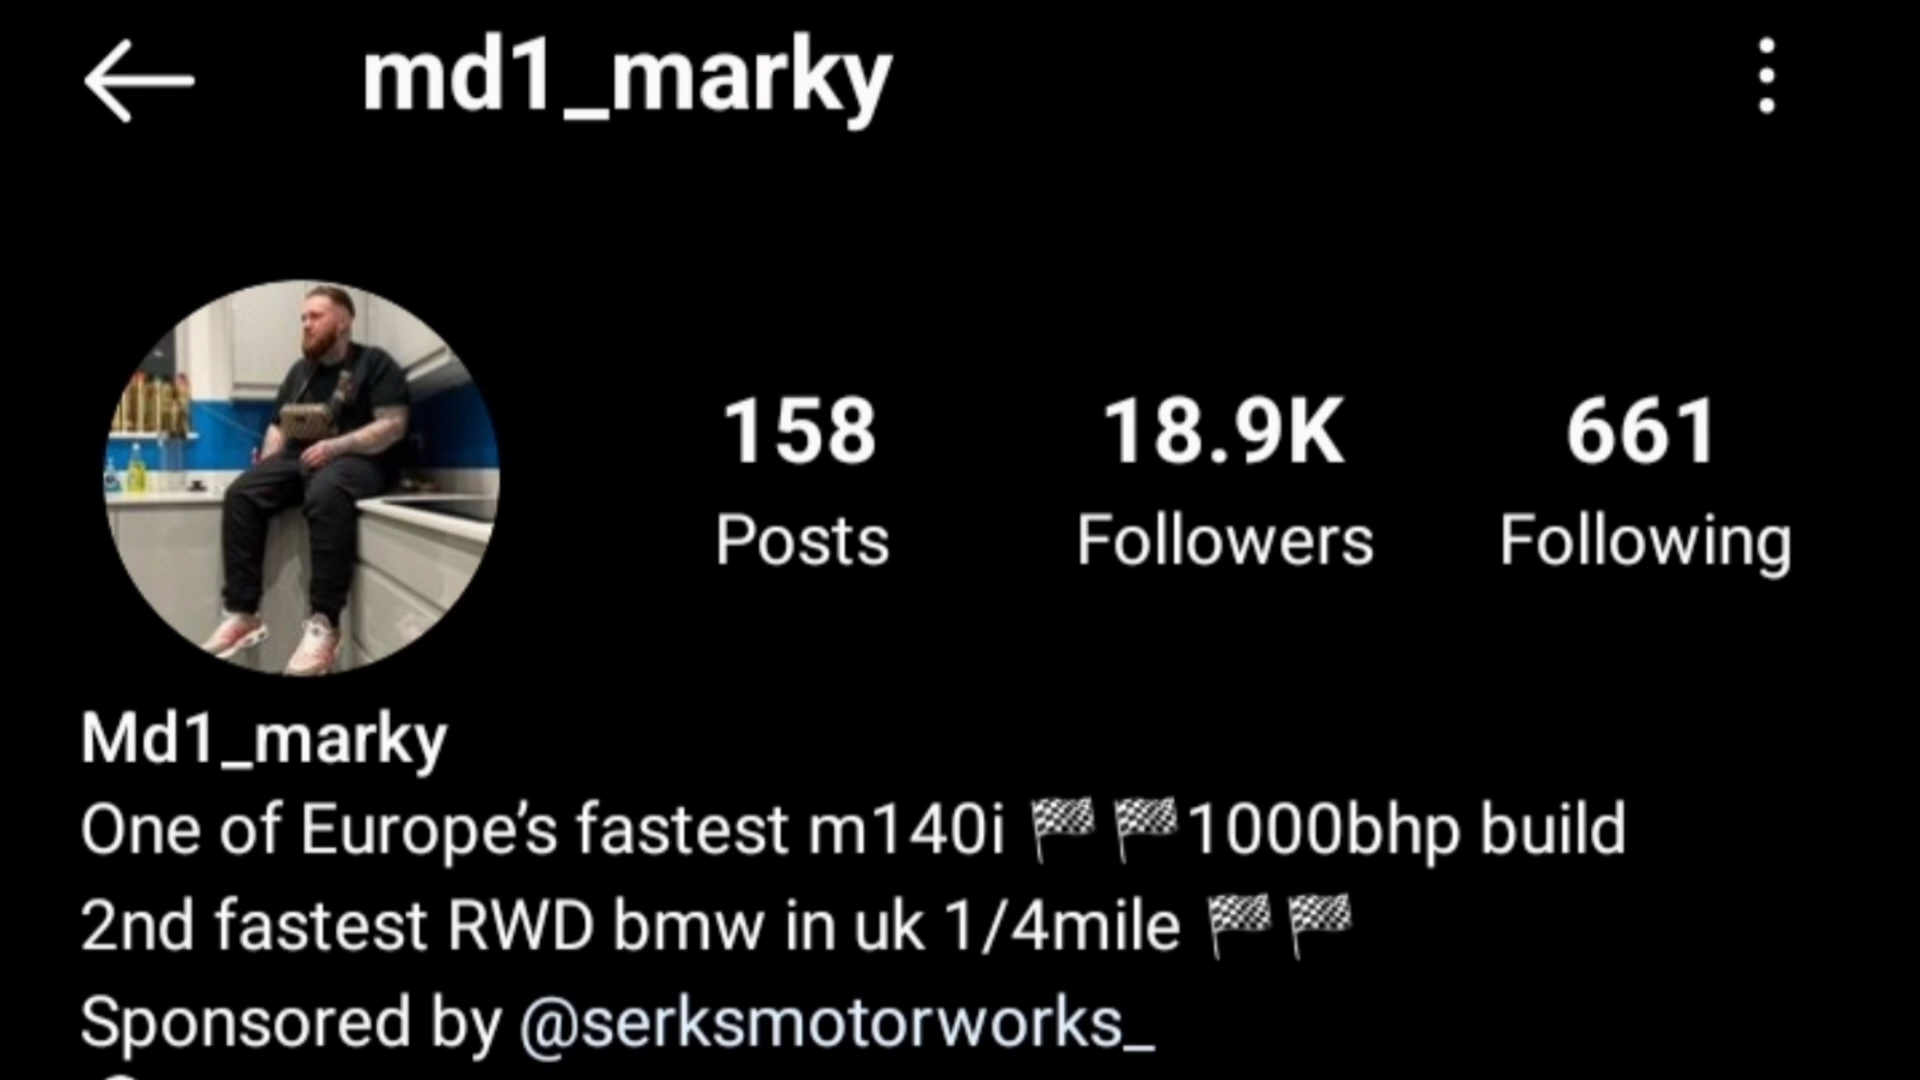 md1_marky
158 18.9K 661
Posts Followers Following
Md1_marky
One of Europe’s fastest m140i 🏁🏁1000bhp build
2nd fastest RWD bmw in uk 1/4mile 🏁🏁
Sponsored by @serksmotorworks_